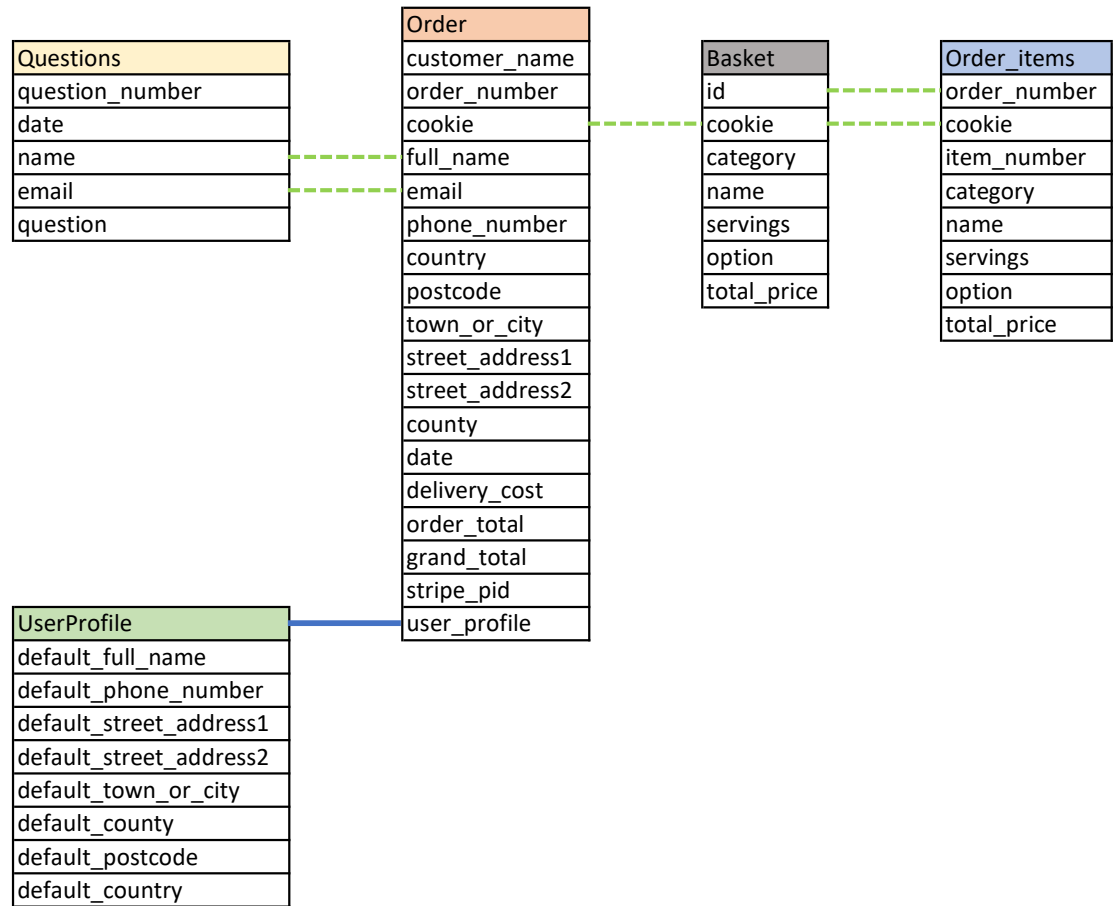 Questions
question_number
date
name
email
question
Order
customer_name
order_number
cookie
full_name
email
phone_number
country
postcode
town_or_city
street_address1
street_address2
county
date
delivery_cost
order_total
grand_total
stripe_pid
user_profile
Basket
id
cookie
category
name
servings
option
total_price
Order_items
order_number
cookie
item_number
category
name
servings
option
total_price
UserProfile
default_full_name
default_phone_number
default_street_address1
default_street_address2
default_town_or_city
default_county
default_postcode
default_country